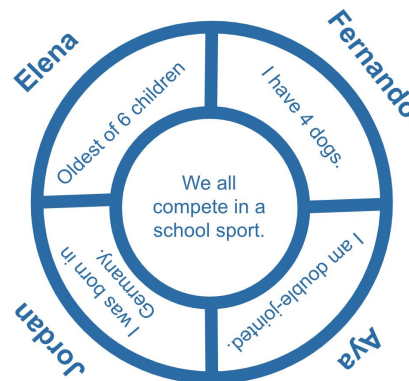 Elena
Fernando
Oldest of 6 children
I have 4 dogs.
We all
compete in a
school sport.
I was born in
Germany.
I am double-jointed.
Jordan
Aya